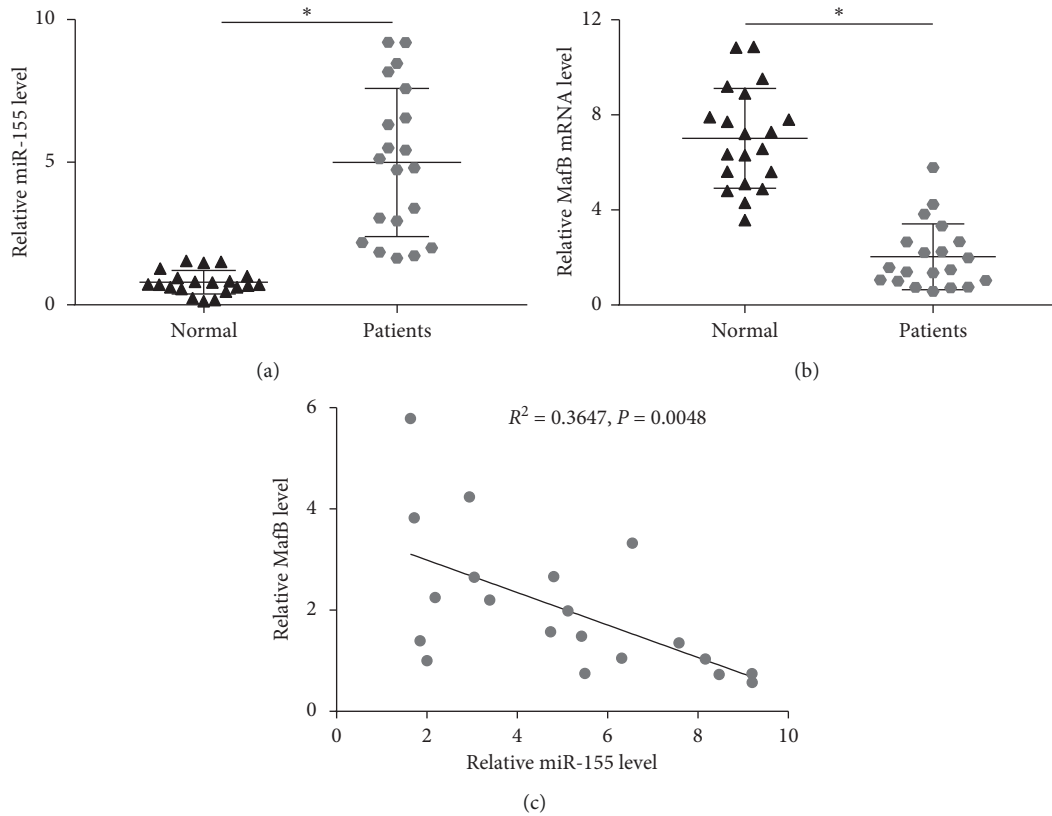 10
5
0
Relative miR-155 level
*
Normal
Patients
(a)
12
8
4
0
Relative MafB mRNA level
*
Normal
Patients
(b)
6
4
2
0
Relative MafB level
R² = 0.3647, P = 0.0048
0 2 4 6 8 10
Relative miR-155 level
(c)